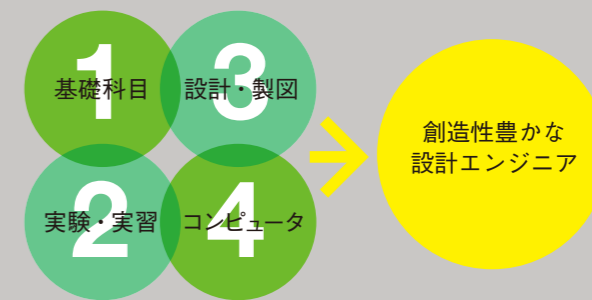 1
基礎科目
3
設計・製図
2
実験・実習
4
コンピュータ
創造性豊かな
設計エンジニア